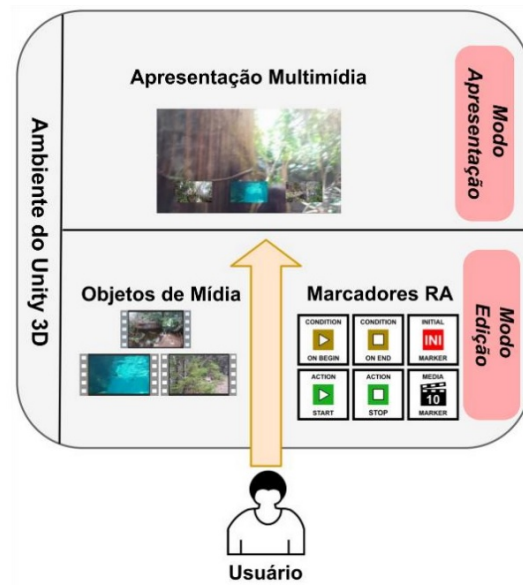 Ambiente do Unity 3D
Apresentação Multimídia
Modo
Apresentação
Objetos de Mídia
Marcadores RA
CONDITION
ON BEGIN
CONDITION
ON END
INITIAL
INI
MARKER
ACTION
START
ACTION
STOP
MEDIA
10
MARKER
Modo
Edição
Usuário